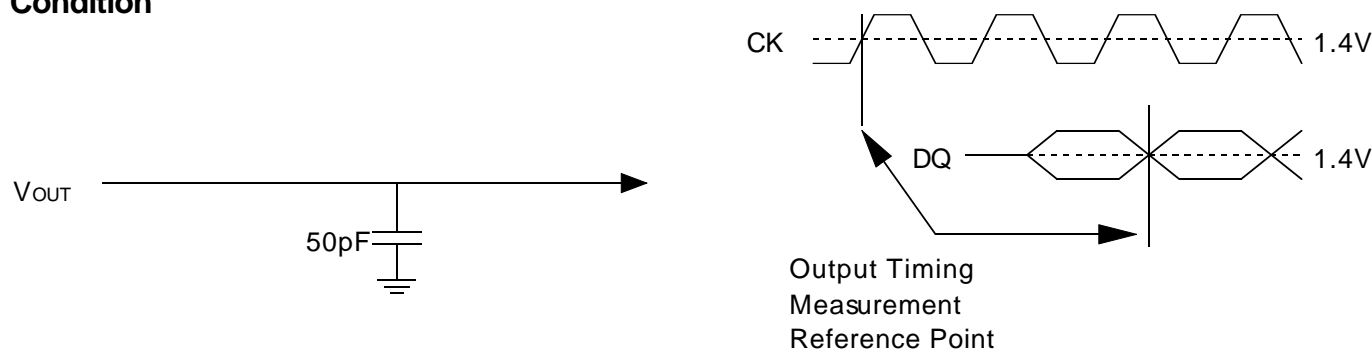 Condition
CK
1.4V
DQ
1.4V
VOUT
50pF
Output Timing
Measurement
Reference Point